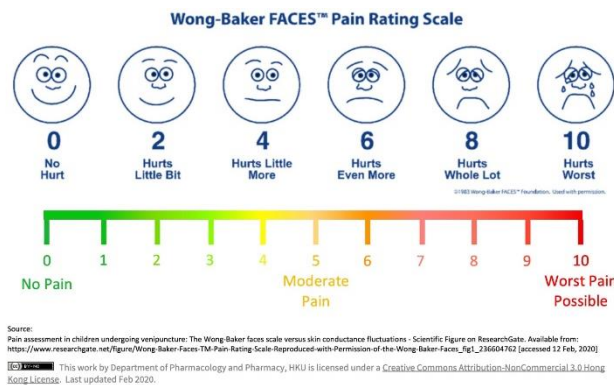 Wong-Baker FACES™ Pain Rating Scale
0 2 4 6 8 10
No Hurts Hurts Little Hurts Hurts Hurts
Hurt Little Bit More Even More Whole Lot Worst
©1983 Wong-Baker FACES™ Foundation. Used with permission.
0 1 2 3 4 5 6 7 8 9 10
No Pain Moderate Worst Pain
Pain Possible
Source:
Pain assessment in children undergoing venipuncture: The Wong-Baker faces scale versus skin conductance fluctuations - Scientific Figure on ResearchGate. Available from:
https://www.researchgate.net/figure/Wong-Baker-Faces-TM-Pain-Rating-Scale-Reproduced-with-Permission-of-the-Wong-Baker-Faces_fig1_236604762 [accessed 12 Feb, 2020]
cc BY-NC This work by Department of Pharmacology and Pharmacy, HKU is licensed under a Creative Commons Attribution-NonCommercial 3.0 Hong
Kong License. Last updated Feb 2020.